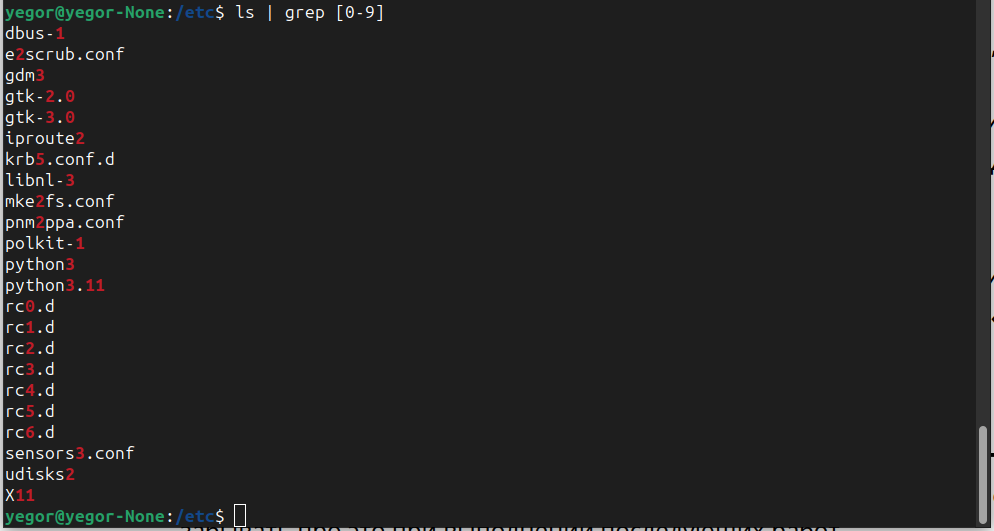 yegor@yegor-None:/etc$ ls | grep [0-9]
dbus-1
e2scrub.conf
gdm3
gtk-2.0
gtk-3.0
iproute2
krb5.conf.d
libnl-3
mke2fs.conf
pnm2ppa.conf
polkit-1
python3
python3.11
rc0.d
rc1.d
rc2.d
rc3.d
rc4.d
rc5.d
rc6.d
sensors3.conf
udisks2
X11
yegor@yegor-None:/etc$